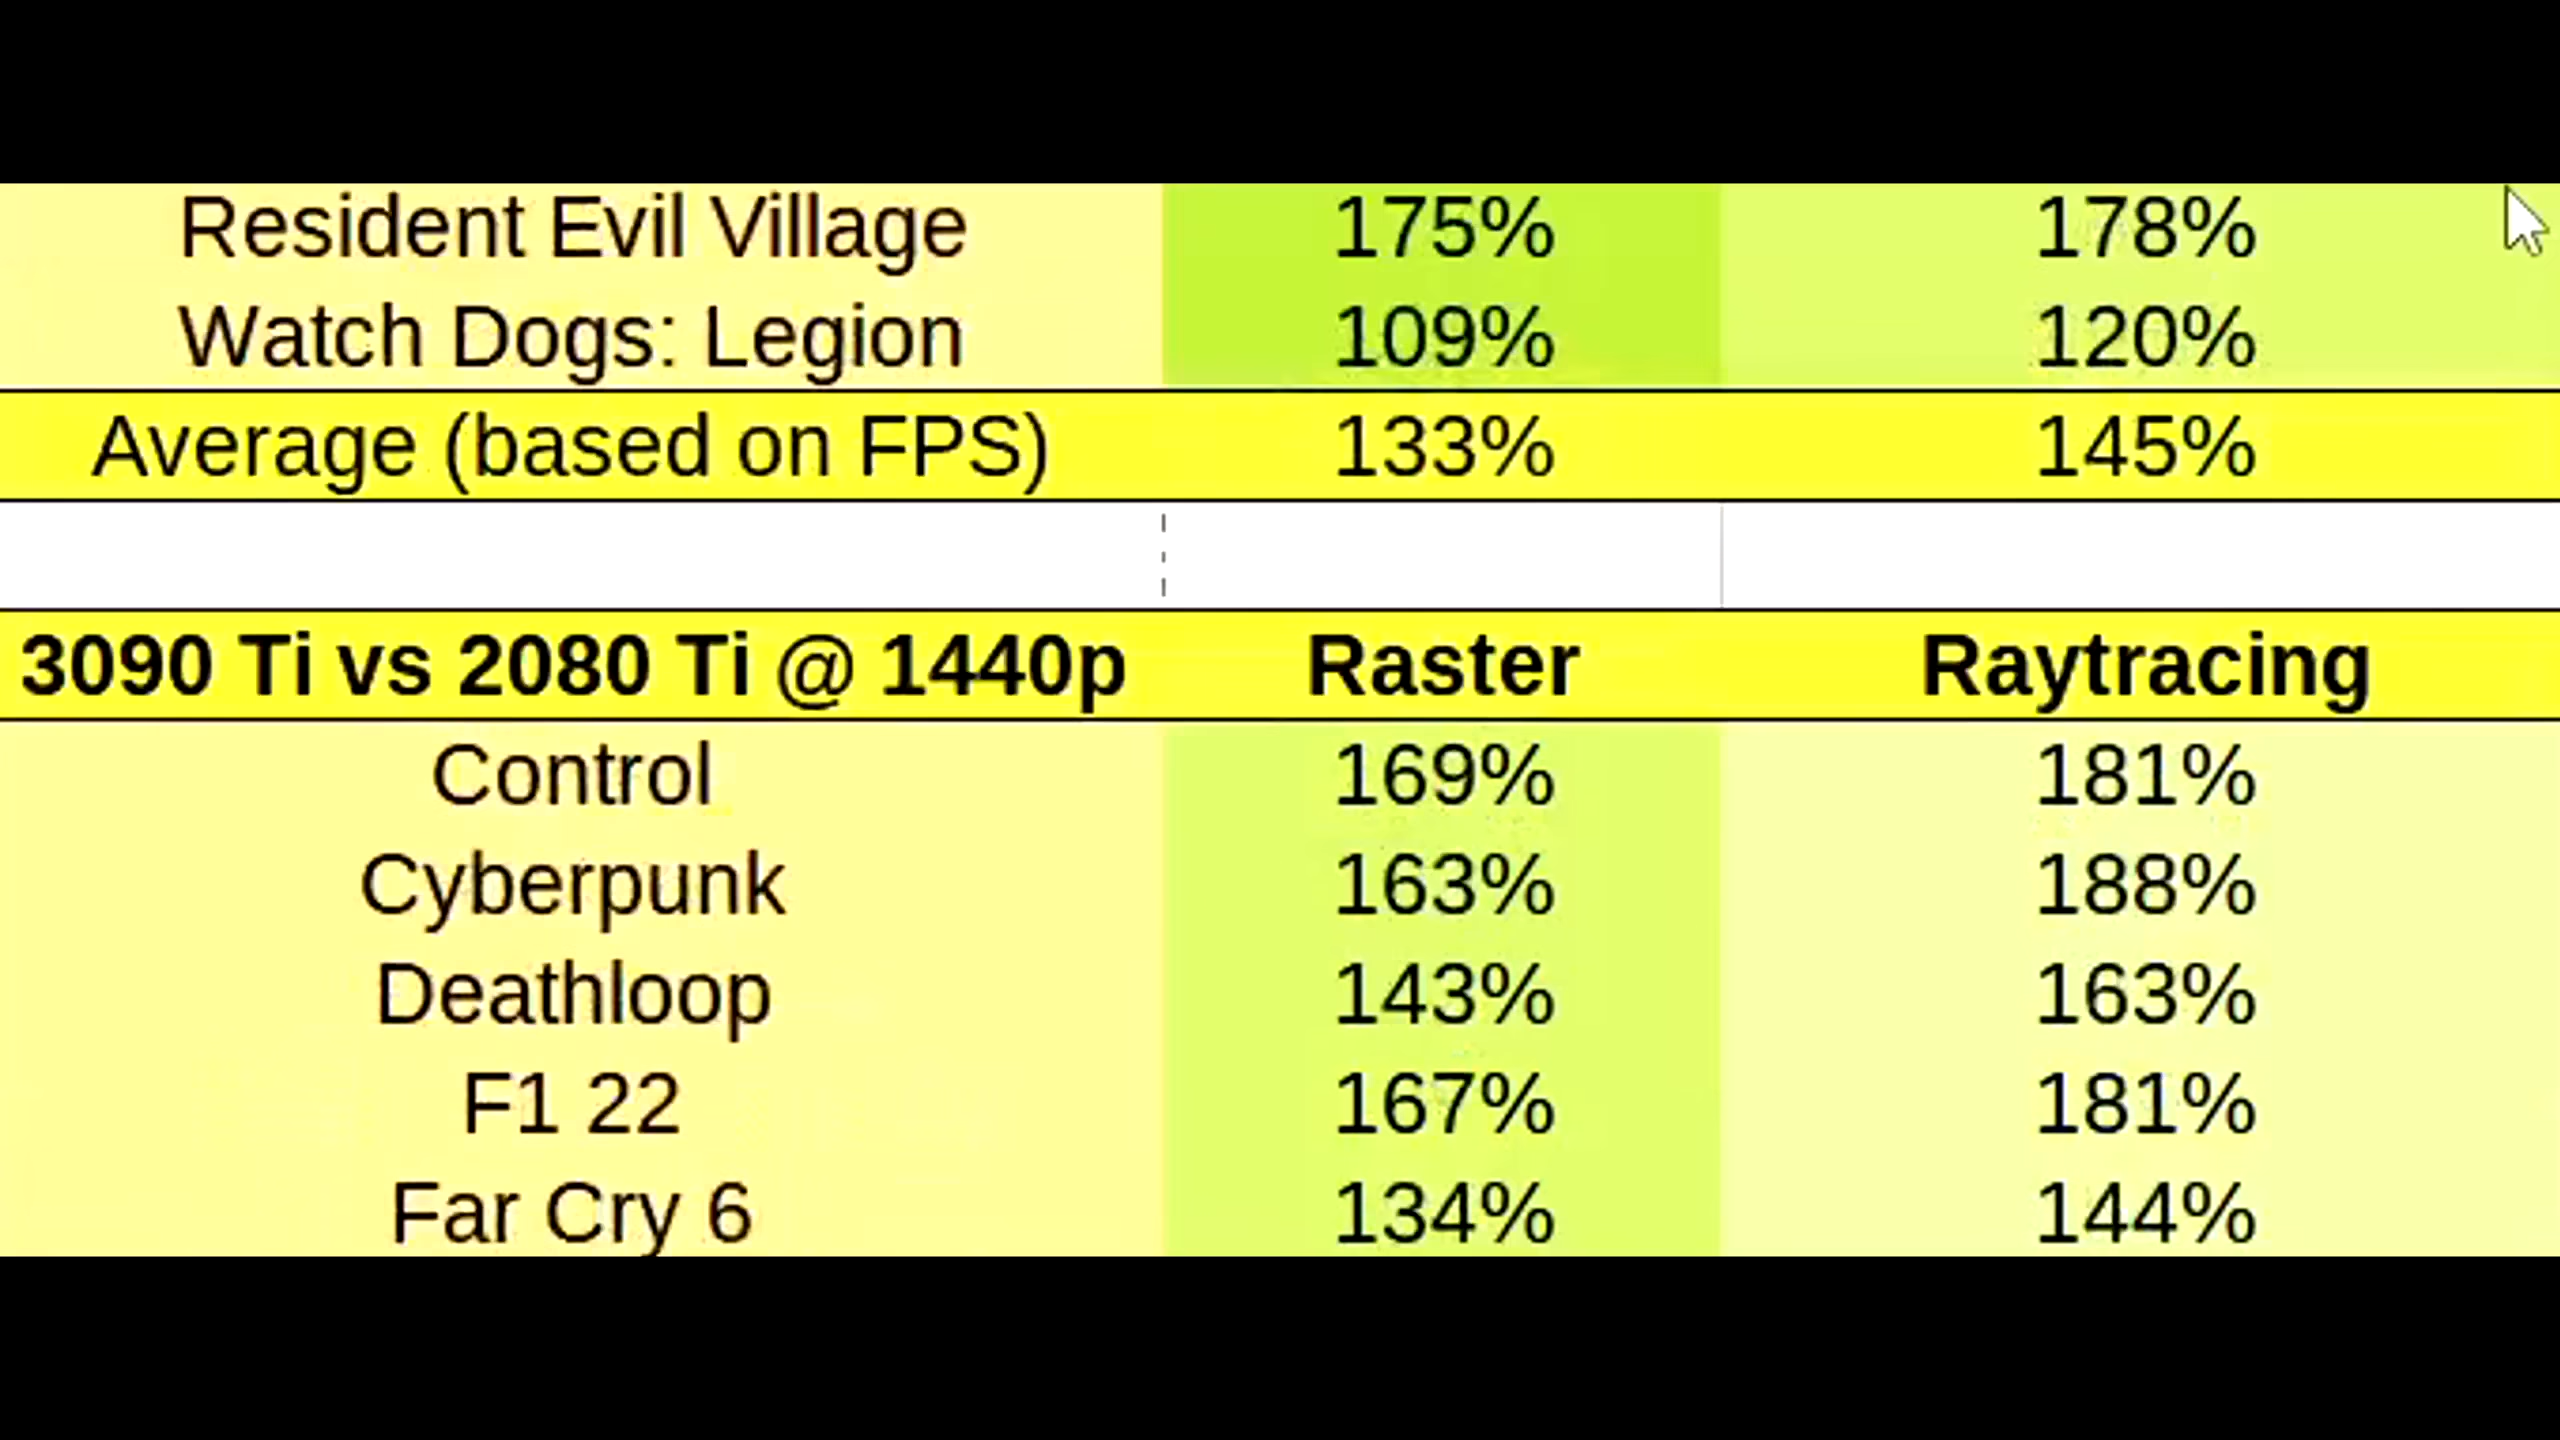 Resident Evil Village 175% 178%
Watch Dogs: Legion 109% 120%
Average (based on FPS) 133% 145%
3090 Ti vs 2080 Ti @ 1440p Raster Raytracing
Control 169% 181%
Cyberpunk 163% 188%
Deathloop 143% 163%
F1 22 167% 181%
Far Cry 6 134% 144%